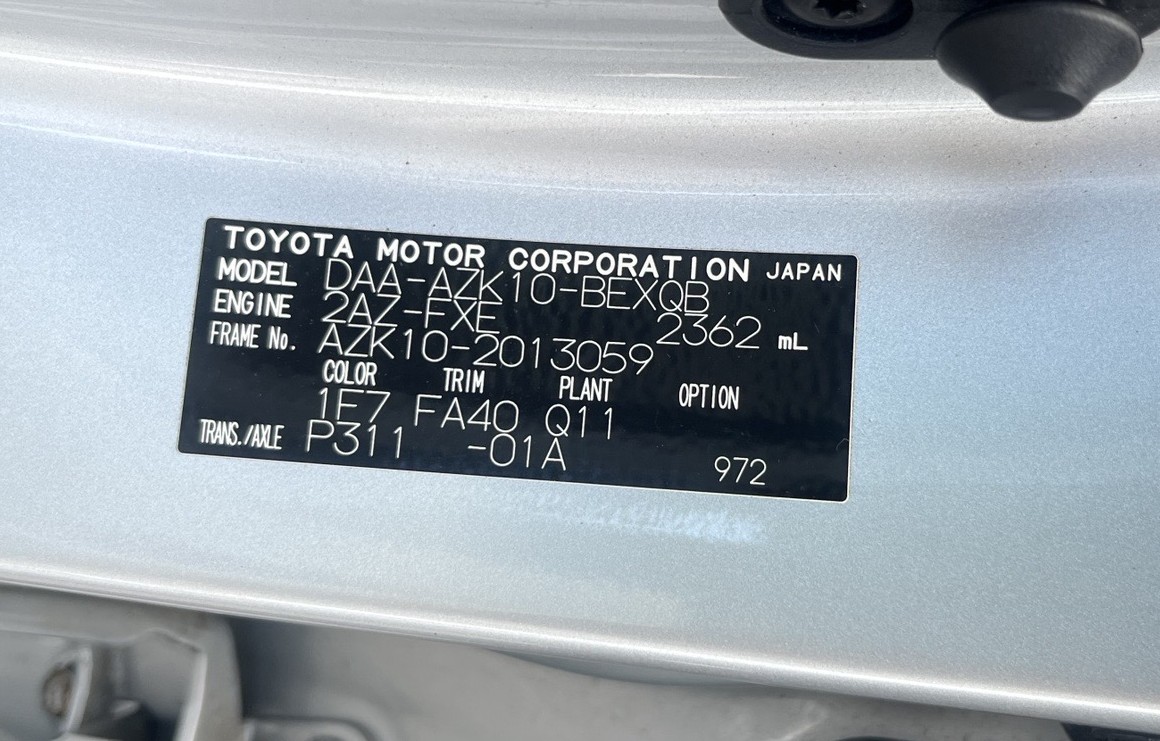 TOYOTA MOTOR CORPORATION JAPAN
MODEL DAA-AZK10-BEXQB
ENGINE 2AZ-FXE 2362 mL
FRAME No. AZK10-2013059
COLOR TRIM PLANT OPTION
1F7 FA40 Q11
TRANS./AXLE P311 -01A 972